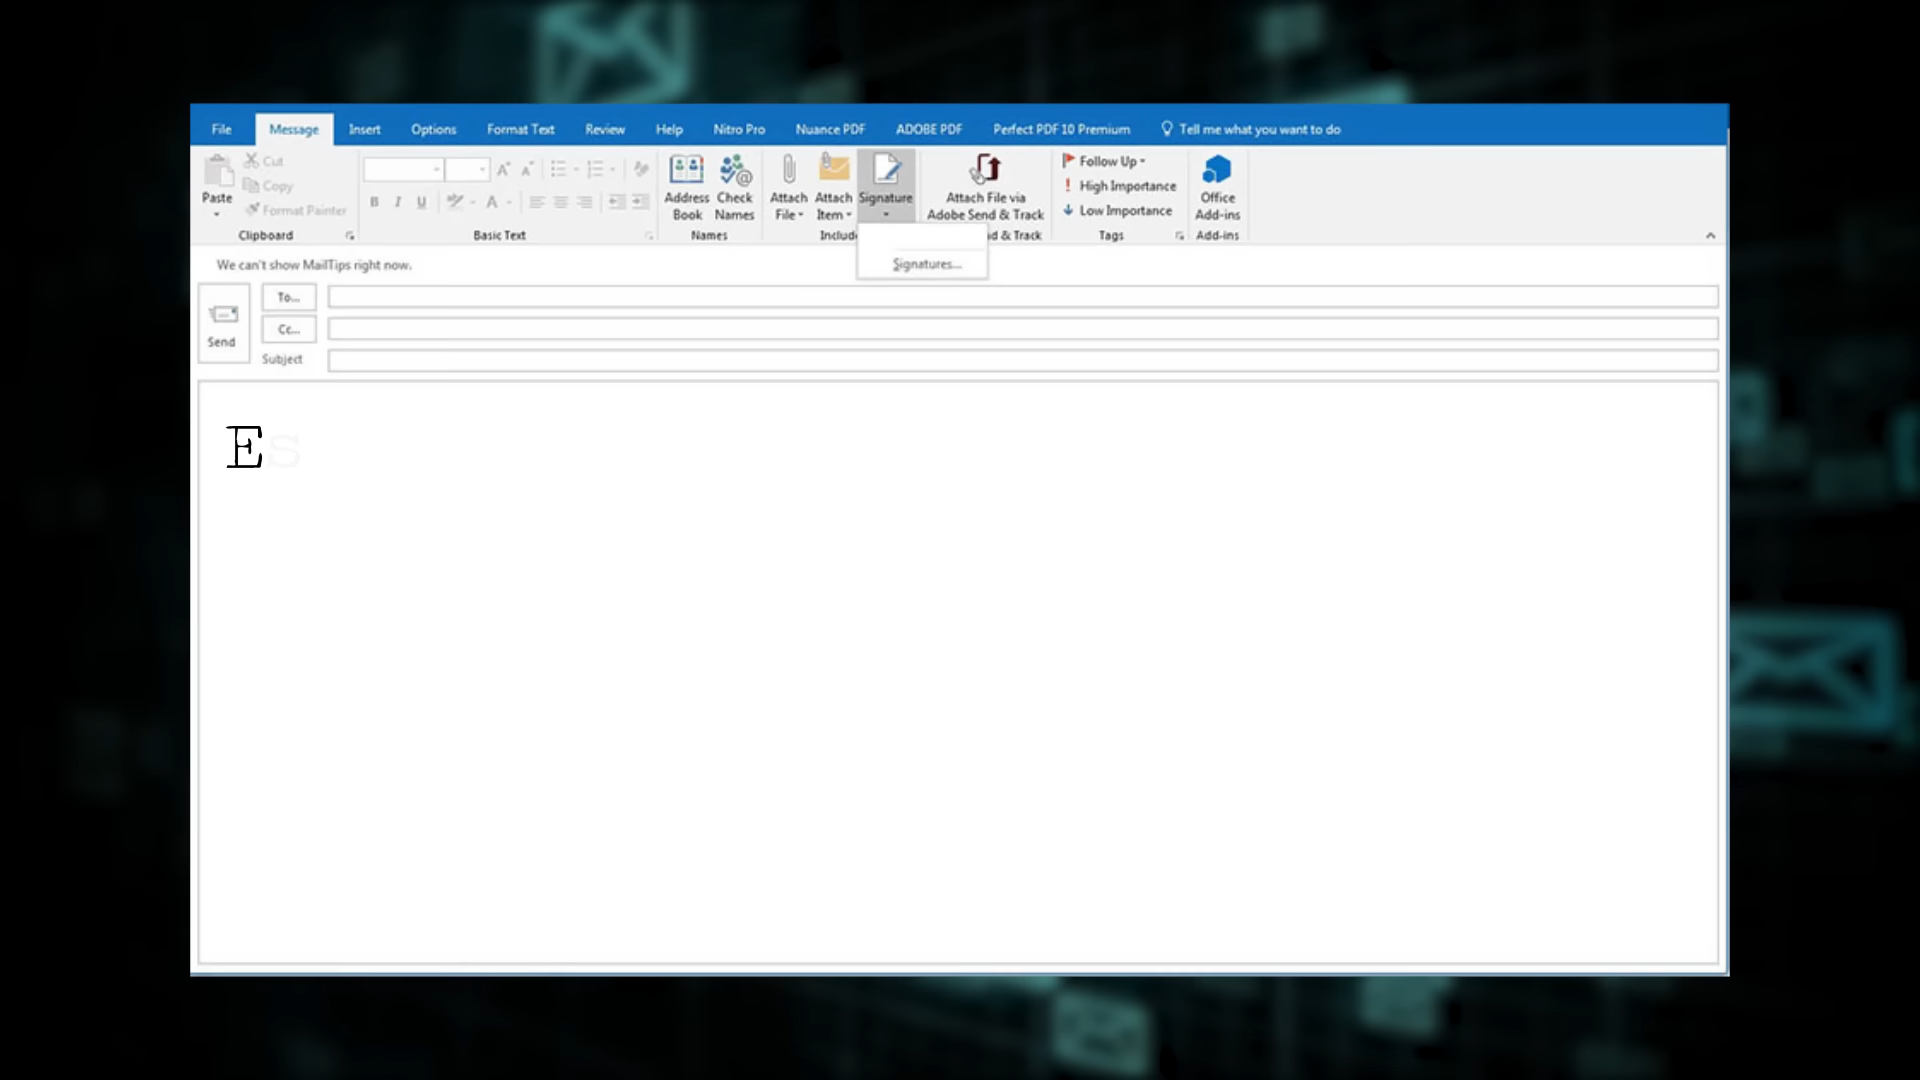 File Message Insert Options Format Text Review Help Nitro Pro Nuance PDF ADOBE PDF Perfect PDF 10 Premium Tell me what you want to do
Paste
Cut
Copy
Format Painter
Clipboard
B I U A
Basic Text
Address Book
Check Names
Names
Attach File
Attach Item
Signature
Includ
Signatures...
Attach File via
Adobe Send & Track
d & Track
Follow Up
! High Importance
Low Importance
Tags
Office
Add-ins
Add-ins
We can't show MailTips right now.
Send
To...
Cc...
Subject
Es